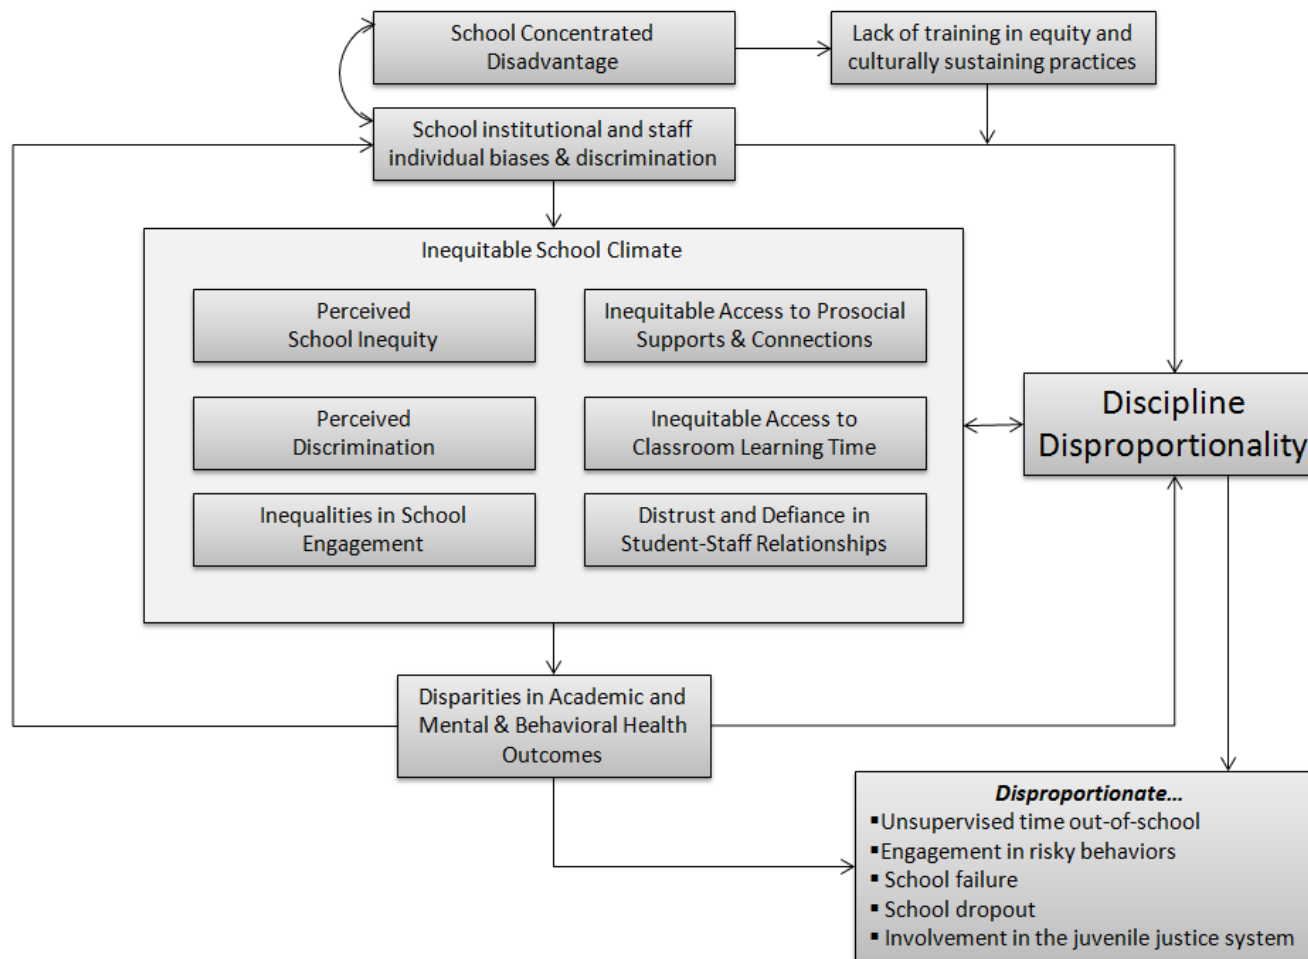 School Concentrated
Disadvantage
Lack of training in equity and
culturally sustaining practices
School institutional and staff
individual biases & discrimination
Inequitable School Climate
Perceived
School Inequity
Inequitable Access to Prosocial
Supports & Connections
Perceived
Discrimination
Inequitable Access to
Classroom Learning Time
Inequalities in School
Engagement
Distrust and Defiance in
Student-Staff Relationships
Discipline
Disproportionality
Disparities in Academic and
Mental & Behavioral Health
Outcomes
Disproportionate...
▪Unsupervised time out-of-school
▪Engagement in risky behaviors
▪ School failure
▪ School dropout
▪ Involvement in the juvenile justice system